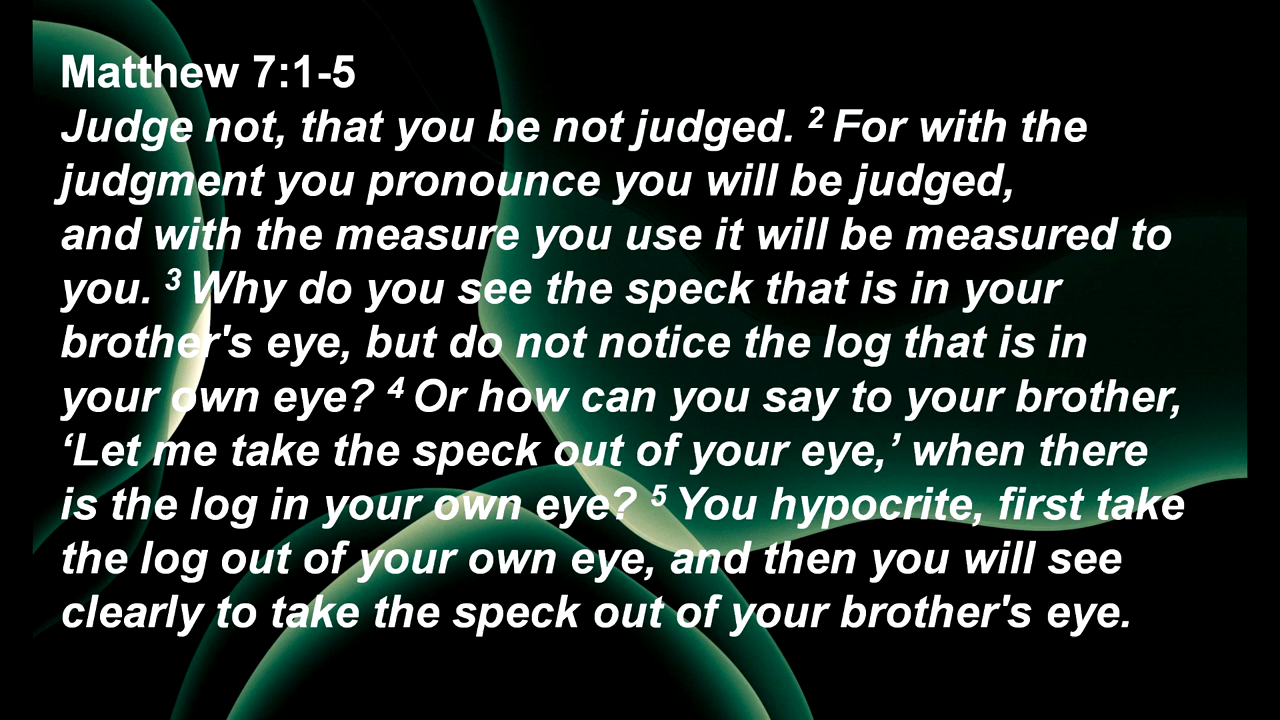 Matthew 7:1-5
Judge not, that you be not judged. 2 For with the
judgment you pronounce you will be judged,
and with the measure you use it will be measured to
you. 3 Why do you see the speck that is in your
brother's eye, but do not notice the log that is in
your own eye? 4 Or how can you say to your brother,
‘Let me take the speck out of your eye,’ when there
is the log in your own eye? 5 You hypocrite, first take
the log out of your own eye, and then you will see
clearly to take the speck out of your brother's eye.